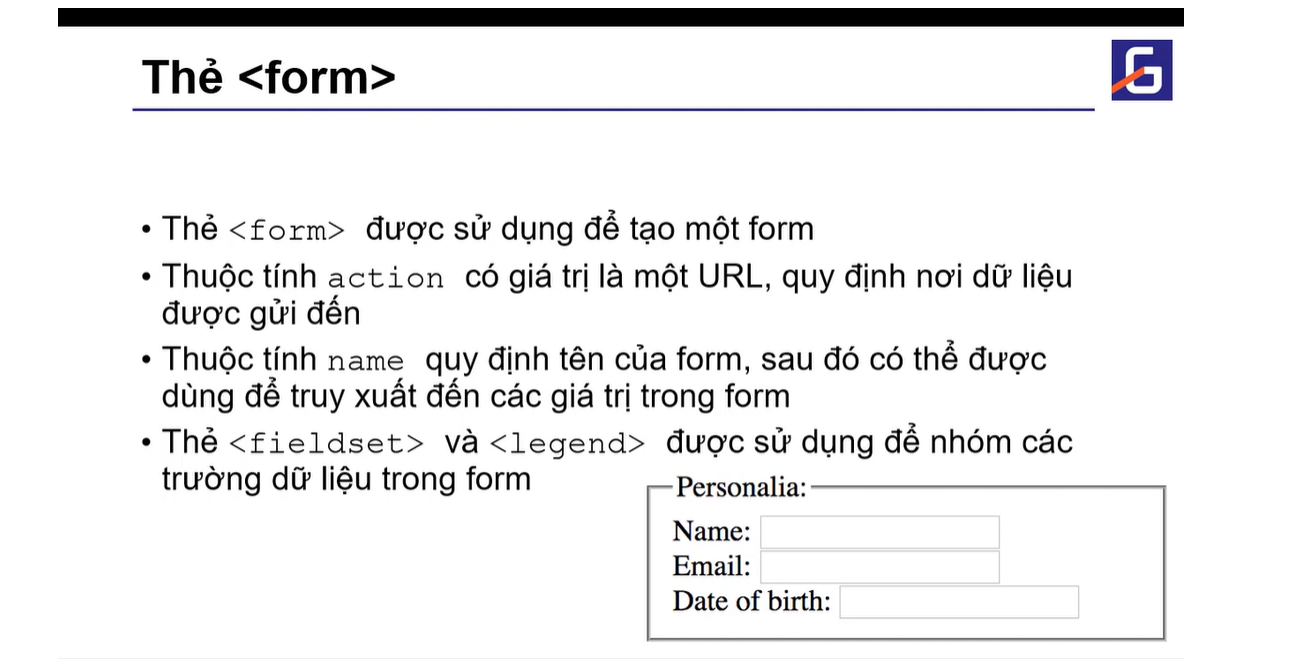 Thẻ <form>
• Thẻ <form> được sử dụng để tạo một form
• Thuộc tính action có giá trị là một URL, quy định nơi dữ liệu
được gửi đến
• Thuộc tính name quy định tên của form, sau đó có thể được
dùng để truy xuất đến các giá trị trong form
• Thẻ <fieldset> và <legend> được sử dụng để nhóm các
trường dữ liệu trong form
Personalia:
Name:
Email:
Date of birth: